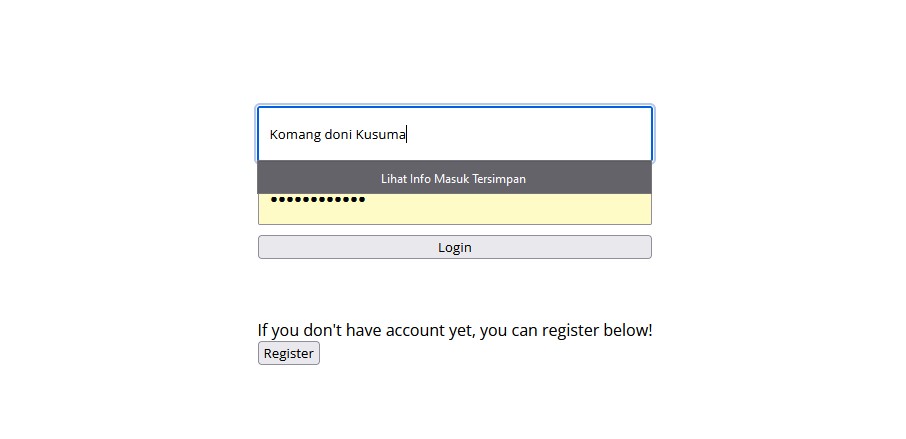 Komang doni Kusuma
Lihat Info Masuk Tersimpan
••••••••••••
Login
If you don't have account yet, you can register below!
Register